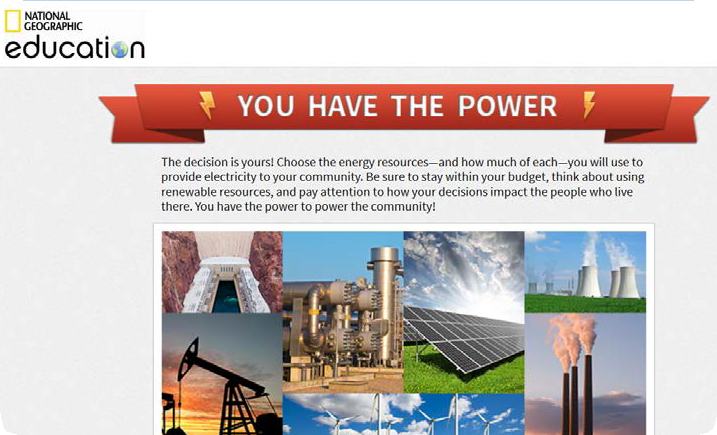 NATIONAL
GEOGRAPHIC
education
YOU HAVE THE POWER
The decision is yours! Choose the energy resources—and how much of each—you will use to
provide electricity to your community. Be sure to stay within your budget, think about using
renewable resources, and pay attention to how your decisions impact the people who live
there. You have the power to power the community!